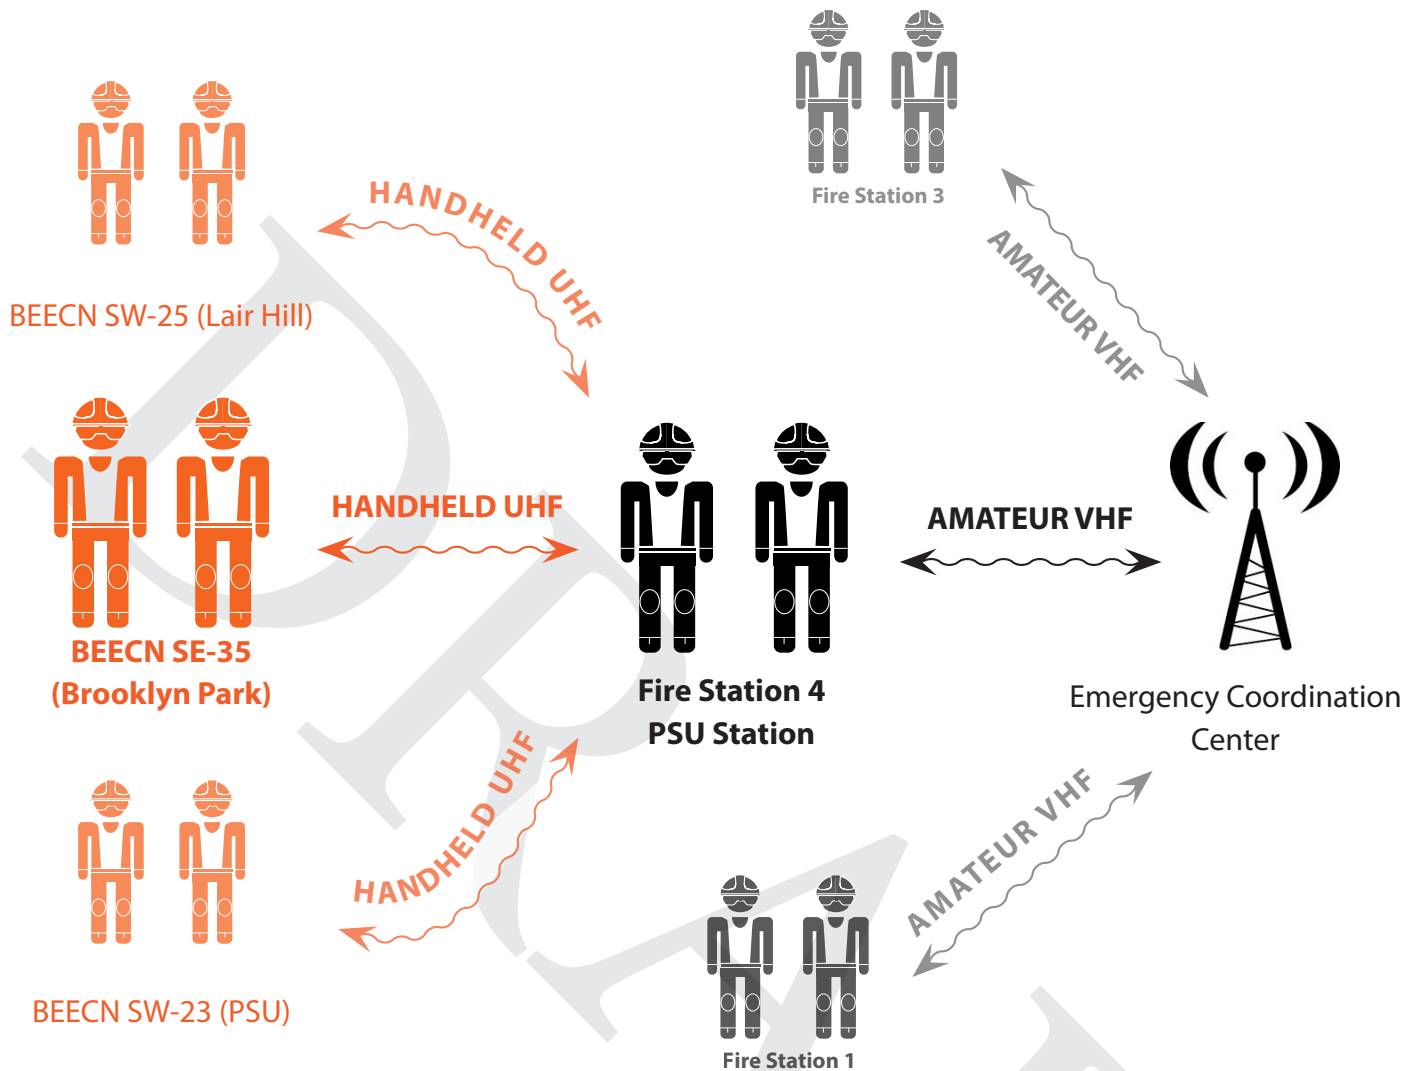 Fire Station 3
HANDHELD UHF
AMATEUR VHF
BEECN SW-25 (Lair Hill)
HANDHELD UHF
AMATEUR VHF
BEECN SE-35
(Brooklyn Park)
Fire Station 4
PSU Station
Emergency Coordination
Center
HANDHELD UHF
AMATEUR VHF
BEECN SW-23 (PSU)
Fire Station 1
DRA